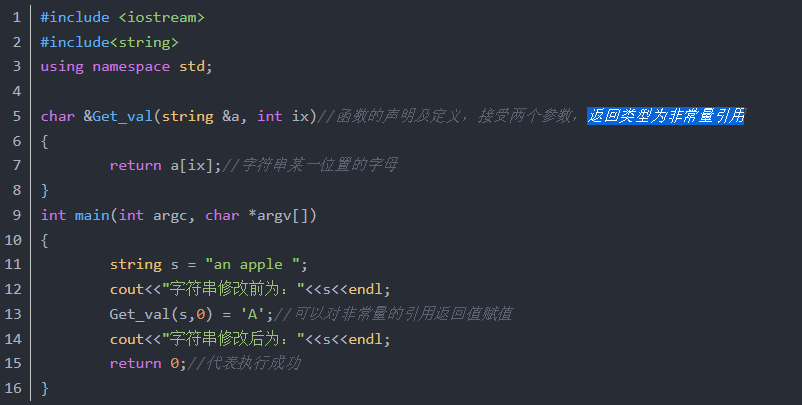 1 #include <iostream>
2 #include<string>
3 using namespace std;
4
5 char &Get_val(string &a, int ix)//函数的声明及定义，接受两个参数，返回类型为非常量引用
6 {
7         return a[ix];//字符串某一位置的字母
8 }
9 int main(int argc, char *argv[])
10 {
11         string s = "an apple ";
12         cout<<"字符串修改前为："<<s<<endl;
13         Get_val(s,0) = 'A';//可以对非常量的引用返回值赋值
14         cout<<"字符串修改后为："<<s<<endl;
15         return 0;//代表执行成功
16 }